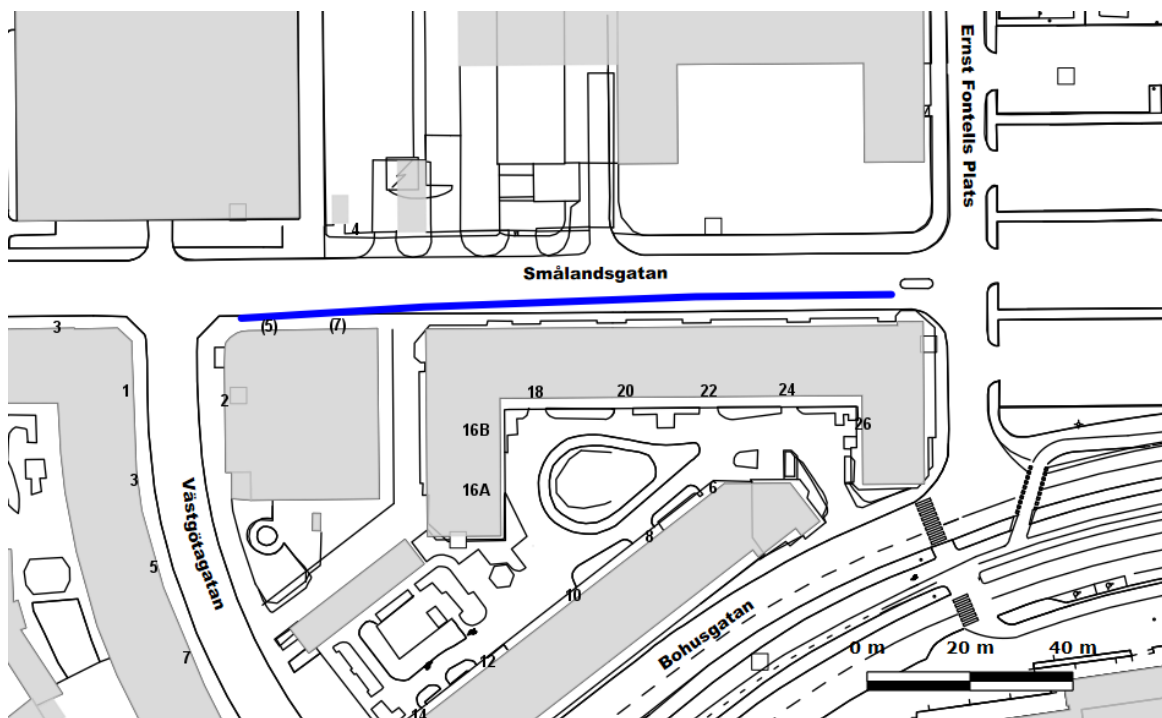 Ernst Fontells Plats
4
Smålandsgatan
3
(5)
(7)
1
2
18
20
22
24
26
16B
3
16A
6
Västgötagatan
8
5
10
Bohusgatan
7
12
14
0 m
20 m
40 m